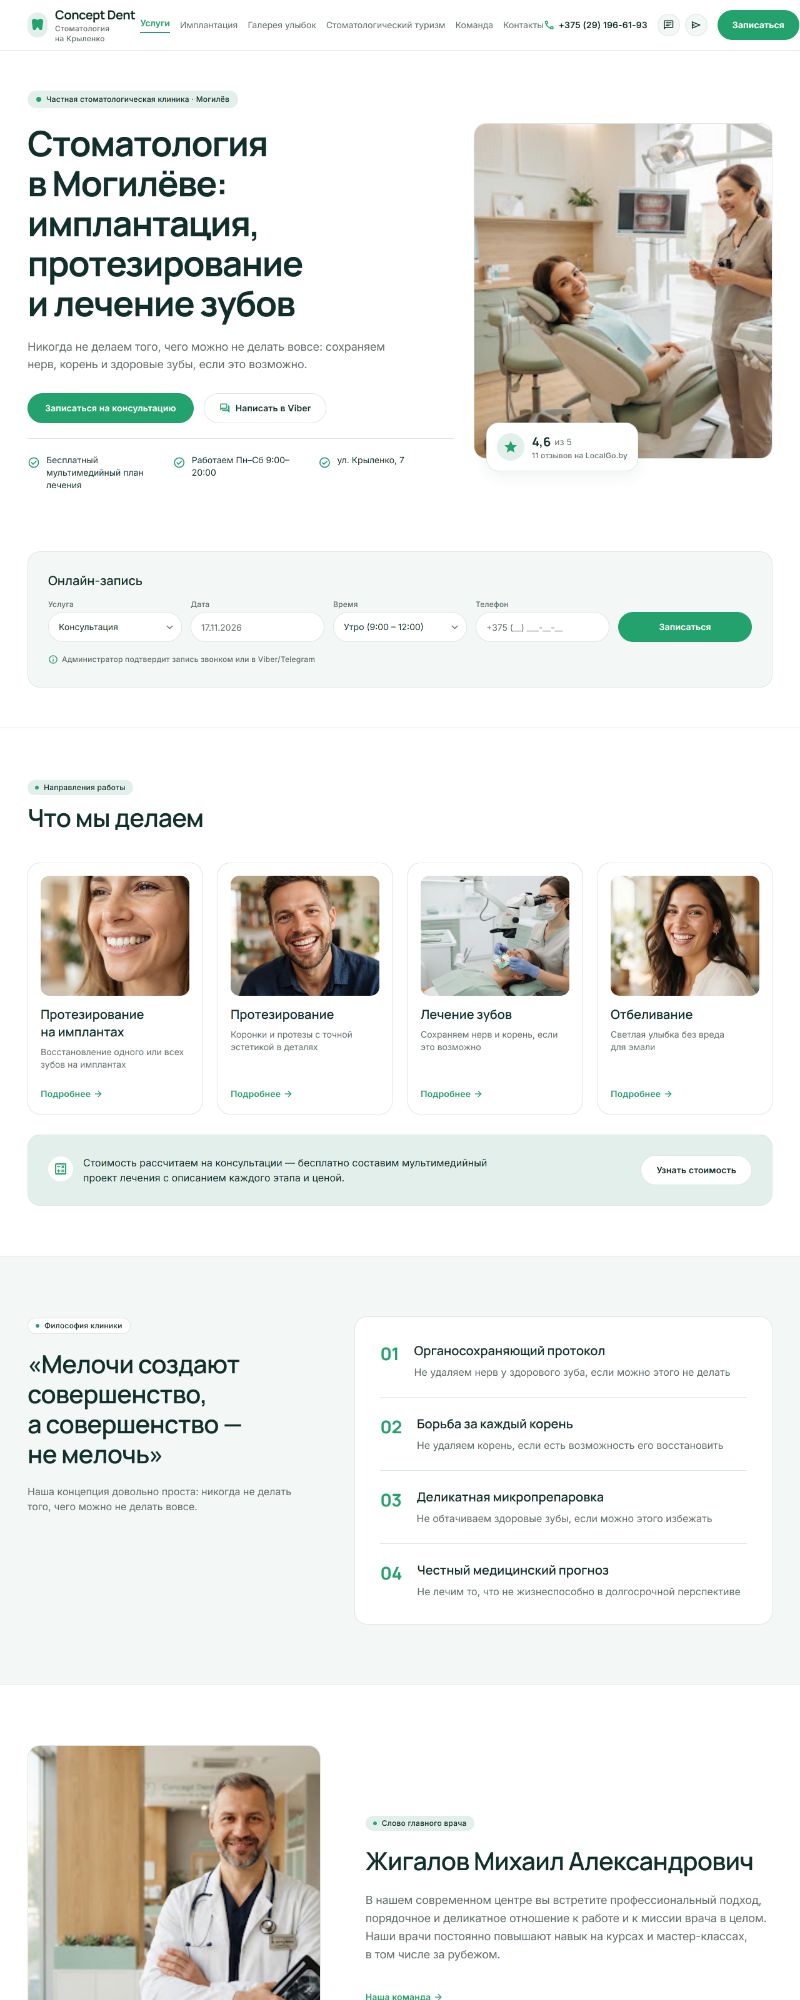 Concept Dent
Стоматология
на Крыленко
Услуги
Имплантация
Галерея улыбок
Стоматологический туризм
Команда
Контакты
+375 (29) 196-61-93
Записаться
Частная стоматологическая клиника · Могилёв
Стоматология
в Могилёве:
имплантация,
протезирование
и лечение зубов
Никогда не делаем того, чего можно не делать вовсе: сохраняем
нерв, корень и здоровые зубы, если это возможно.
Записаться на консультацию
Написать в Viber
Бесплатный
мультимедийный план
лечения
Работаем Пн–Сб 9:00–
20:00
ул. Крыленко, 7
4,6 из 5
11 отзывов на LocalGo.by
Онлайн-запись
Услуга
Консультация
Дата
17.11.2026
Время
Утро (9:00 – 12:00)
Телефон
+375 (__) ___-__-__
Записаться
Администратор подтвердит запись звонком или в Viber/Telegram
Направления работы
Что мы делаем
Протезирование
на имплантах
Восстановление одного или всех
зубов на имплантах
Подробнее →
Протезирование
Коронки и протезы с точной
эстетикой в деталях
Подробнее →
Лечение зубов
Сохраняем нерв и корень, если
это возможно
Подробнее →
Отбеливание
Светлая улыбка без вреда
для эмали
Подробнее →
Стоимость рассчитаем на консультации — бесплатно составим мультимедийный
проект лечения с описанием каждого этапа и ценой.
Узнать стоимость
Философия клиники
«Мелочи создают
совершенство,
а совершенство —
не мелочь»
Наша концепция довольно проста: никогда не делать
того, чего можно не делать вовсе.
01
Органосохраняющий протокол
Не удаляем нерв у здорового зуба, если можно этого не делать
02
Борьба за каждый корень
Не удаляем корень, если есть возможность его восстановить
03
Деликатная микропрепаровка
Не обтачиваем здоровые зубы, если можно этого избежать
04
Честный медицинский прогноз
Не лечим то, что не жизнеспособно в долгосрочной перспективе
Concept Dent
Слово главного врача
Жигалов Михаил Александрович
В нашем современном центре вы встретите профессиональный подход,
порядочное и деликатное отношение к работе и к миссии врача в целом.
Наши врачи постоянно повышают навык на курсах и мастер-классах,
в том числе за рубежом.
Наша команда →